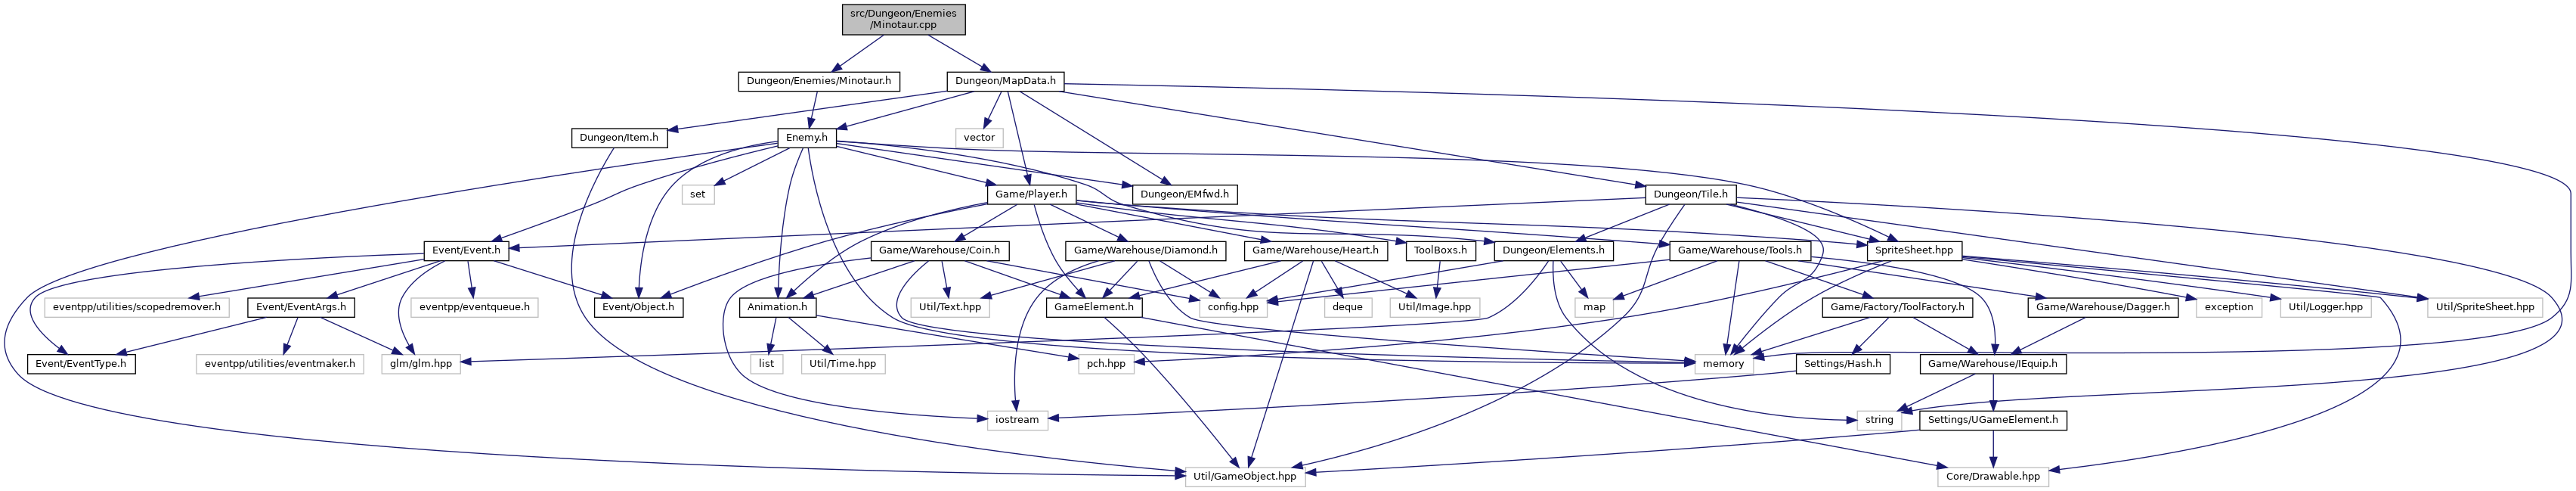 src/Dungeon/Enemies
/Minotaur.cpp
Dungeon/Enemies/Minotaur.h
Dungeon/MapData.h
Dungeon/Item.h
Enemy.h
vector
set
Game/Player.h
Dungeon/EMfwd.h
Dungeon/Tile.h
Event/Event.h
Game/Warehouse/Coin.h
Game/Warehouse/Diamond.h
Game/Warehouse/Heart.h
ToolBoxs.h
Dungeon/Elements.h
Game/Warehouse/Tools.h
SpriteSheet.hpp
eventpp/utilities/scopedremover.h
Event/EventArgs.h
eventpp/eventqueue.h
Event/Object.h
Animation.h
Util/Text.hpp
GameElement.h
config.hpp
deque
Util/Image.hpp
map
Game/Factory/ToolFactory.h
Game/Warehouse/Dagger.h
exception
Util/Logger.hpp
Util/SpriteSheet.hpp
Event/EventType.h
eventpp/utilities/eventmaker.h
glm/glm.hpp
list
Util/Time.hpp
pch.hpp
memory
Settings/Hash.h
Game/Warehouse/IEquip.h
iostream
string
Settings/UGameElement.h
Util/GameObject.hpp
Core/Drawable.hpp